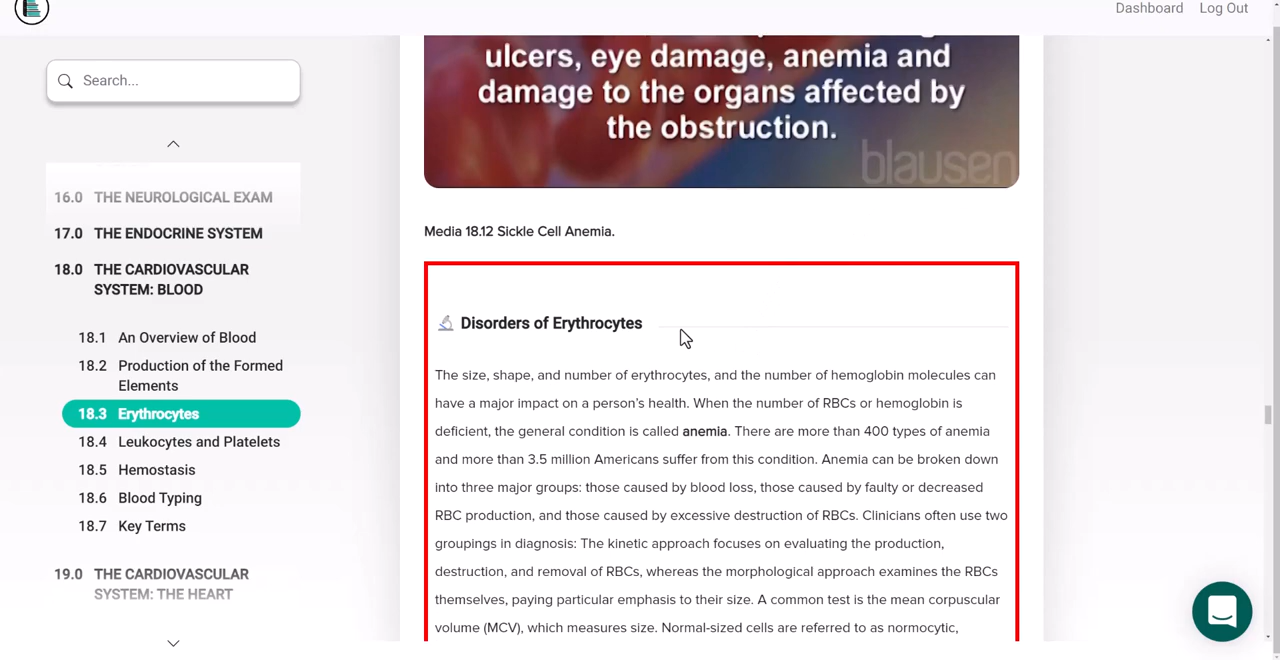 Dashboard Log Out
Search...
16.0 THE NEUROLOGICAL EXAM
17.0 THE ENDOCRINE SYSTEM
18.0 THE CARDIOVASCULAR
SYSTEM: BLOOD
18.1 An Overview of Blood
18.2 Production of the Formed
Elements
18.3 Erythrocytes
18.4 Leukocytes and Platelets
18.5 Hemostasis
18.6 Blood Typing
18.7 Key Terms
19.0 THE CARDIOVASCULAR
SYSTEM: THE HEART
ulcers, eye damage, anemia and
damage to the organs affected by
the obstruction.
blausen
Media 18.12 Sickle Cell Anemia.
Disorders of Erythrocytes
The size, shape, and number of erythrocytes, and the number of hemoglobin molecules can
have a major impact on a person's health. When the number of RBCs or hemoglobin is
deficient, the general condition is called anemia. There are more than 400 types of anemia
and more than 3.5 million Americans suffer from this condition. Anemia can be broken down
into three major groups: those caused by blood loss, those caused by faulty or decreased
RBC production, and those caused by excessive destruction of RBCs. Clinicians often use two
groupings in diagnosis: The kinetic approach focuses on evaluating the production,
destruction, and removal of RBCs, whereas the morphological approach examines the RBCs
themselves, paying particular emphasis to their size. A common test is the mean corpuscular
volume (MCV), which measures size. Normal-sized cells are referred to as normocytic,